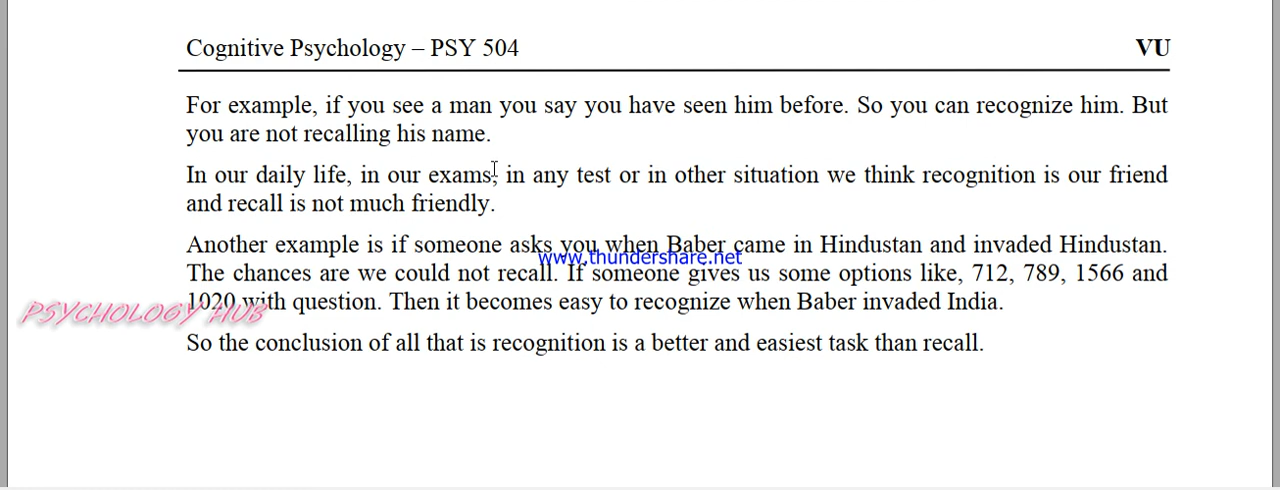 Cognitive Psychology – PSY 504 VU
For example, if you see a man you say you have seen him before. So you can recognize him. But
you are not recalling his name.
In our daily life, in our exams, in any test or in other situation we think recognition is our friend
and recall is not much friendly.
Another example is if someone asks you when Baber came in Hindustan and invaded Hindustan.
www.thundershare.net
The chances are we could not recall. If someone gives us some options like, 712, 789, 1566 and
1020 with question. Then it becomes easy to recognize when Baber invaded India.
PSYCHOLOGY HUB
So the conclusion of all that is recognition is a better and easiest task than recall.